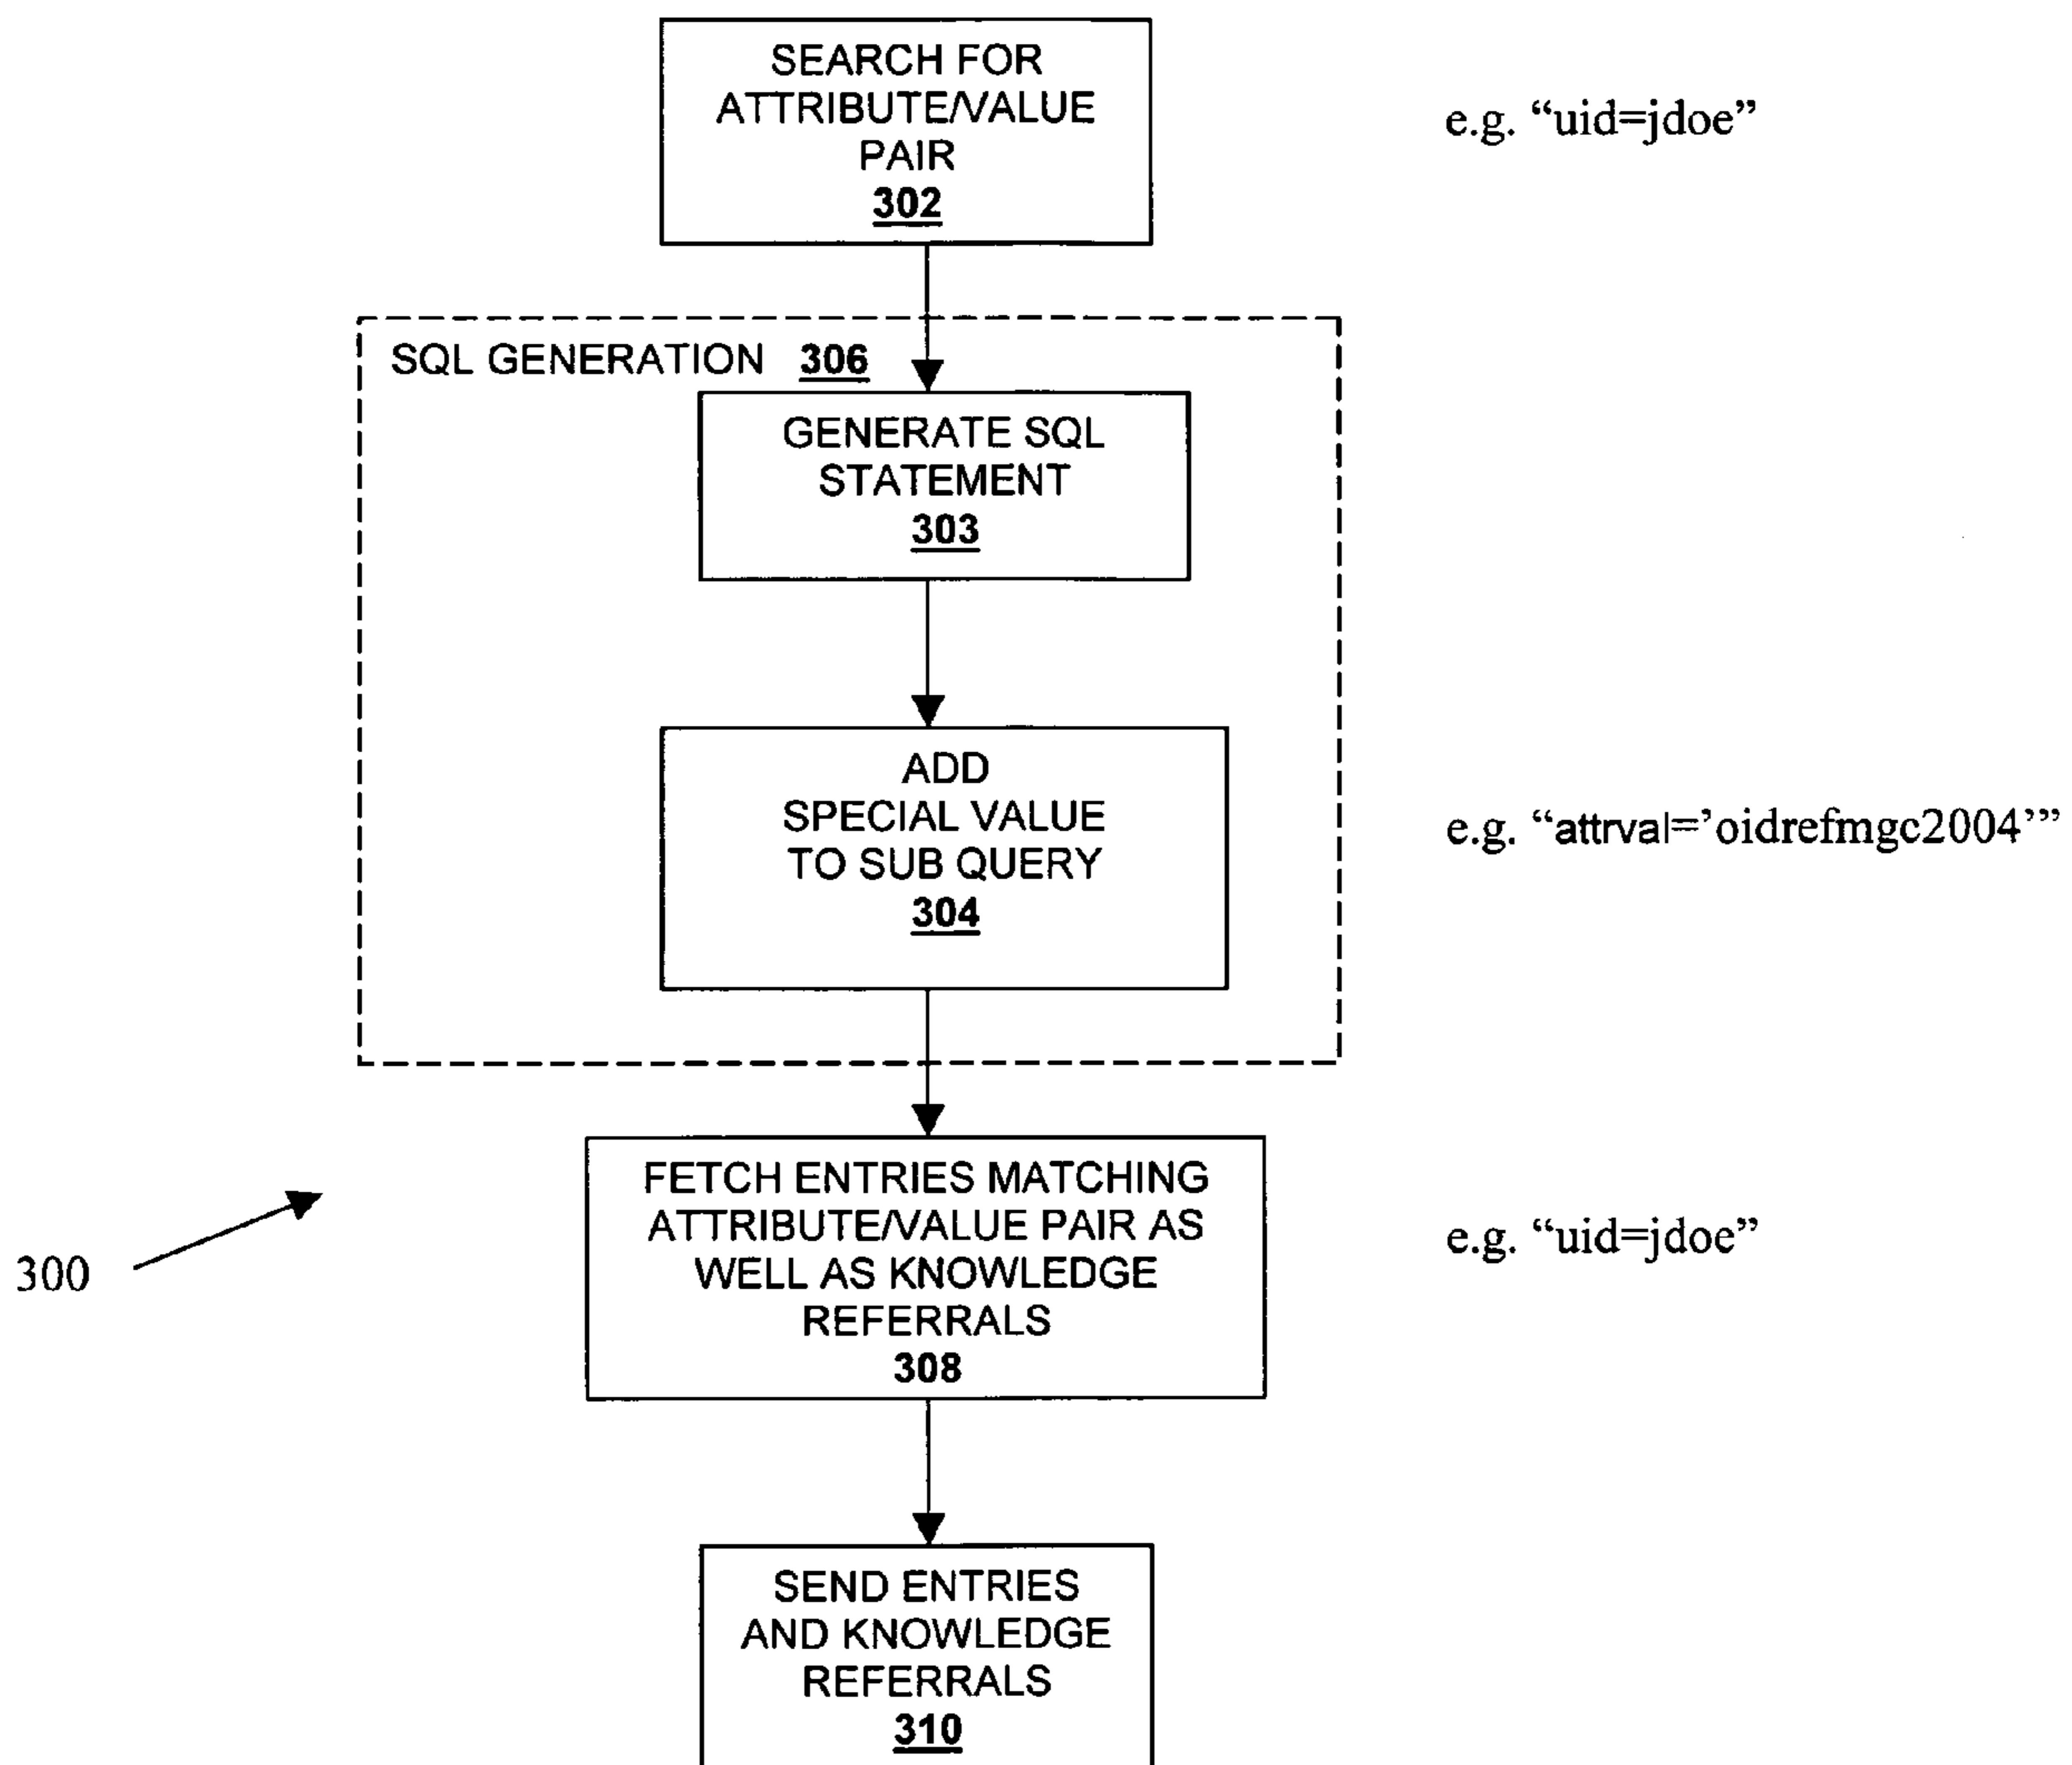 SEARCH FOR
ATTRIBUTE/VALUE
PAIR
302
e.g. “uid=jdoe”
SQL GENERATION 306
GENERATE SQL
STATEMENT
303
ADD
SPECIAL VALUE
TO SUB QUERY
304
e.g. “attrval=’oidrefmgc2004’”
FETCH ENTRIES MATCHING
ATTRIBUTE/VALUE PAIR AS
WELL AS KNOWLEDGE
REFERRALS
308
e.g. “uid=jdoe”
300
SEND ENTRIES
AND KNOWLEDGE
REFERRALS
310